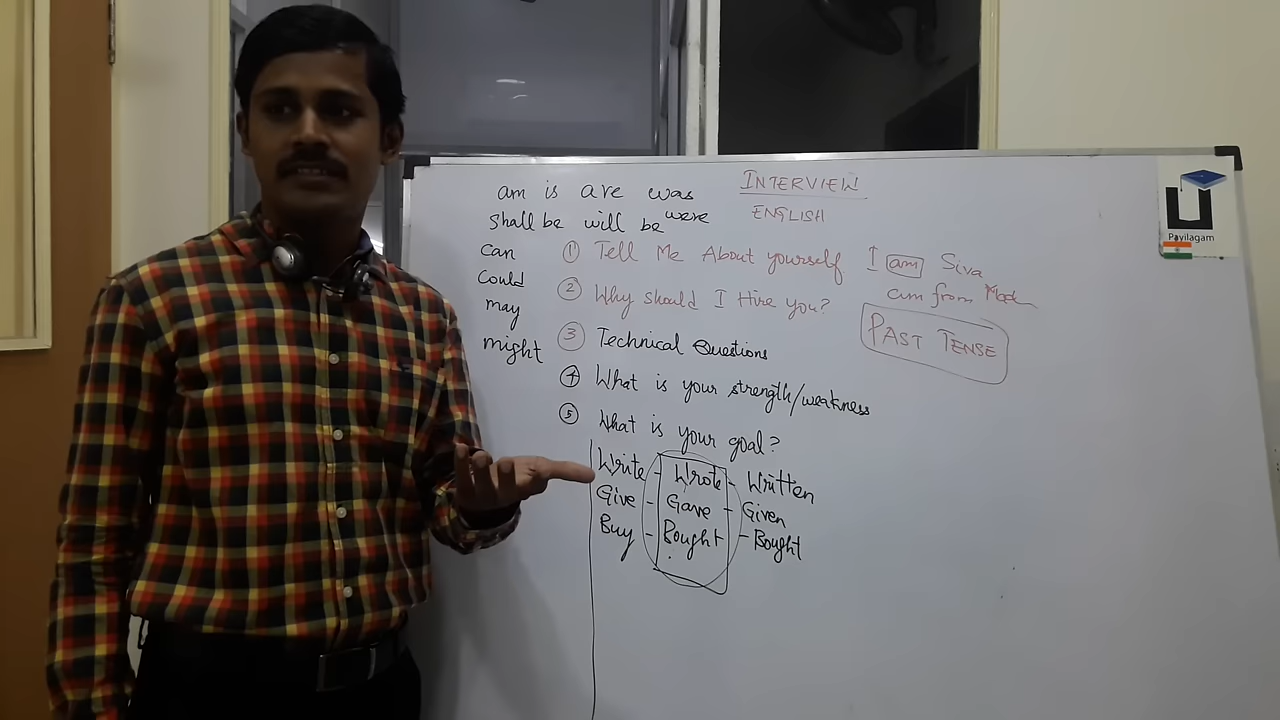 am is are was
shall be will be were
can
could
may
might
INTERVIEW
ENGLISH
① Tell Me About yourself
② Why should I Hire you?
③ Technical Questions
④ What is your strength/weakness
⑤ What is your goal?
I am Siva
am from
PAST TENSE
Write Wrote - Written
Give - Gave - Given
Buy - Bought - Bought
Payilagam